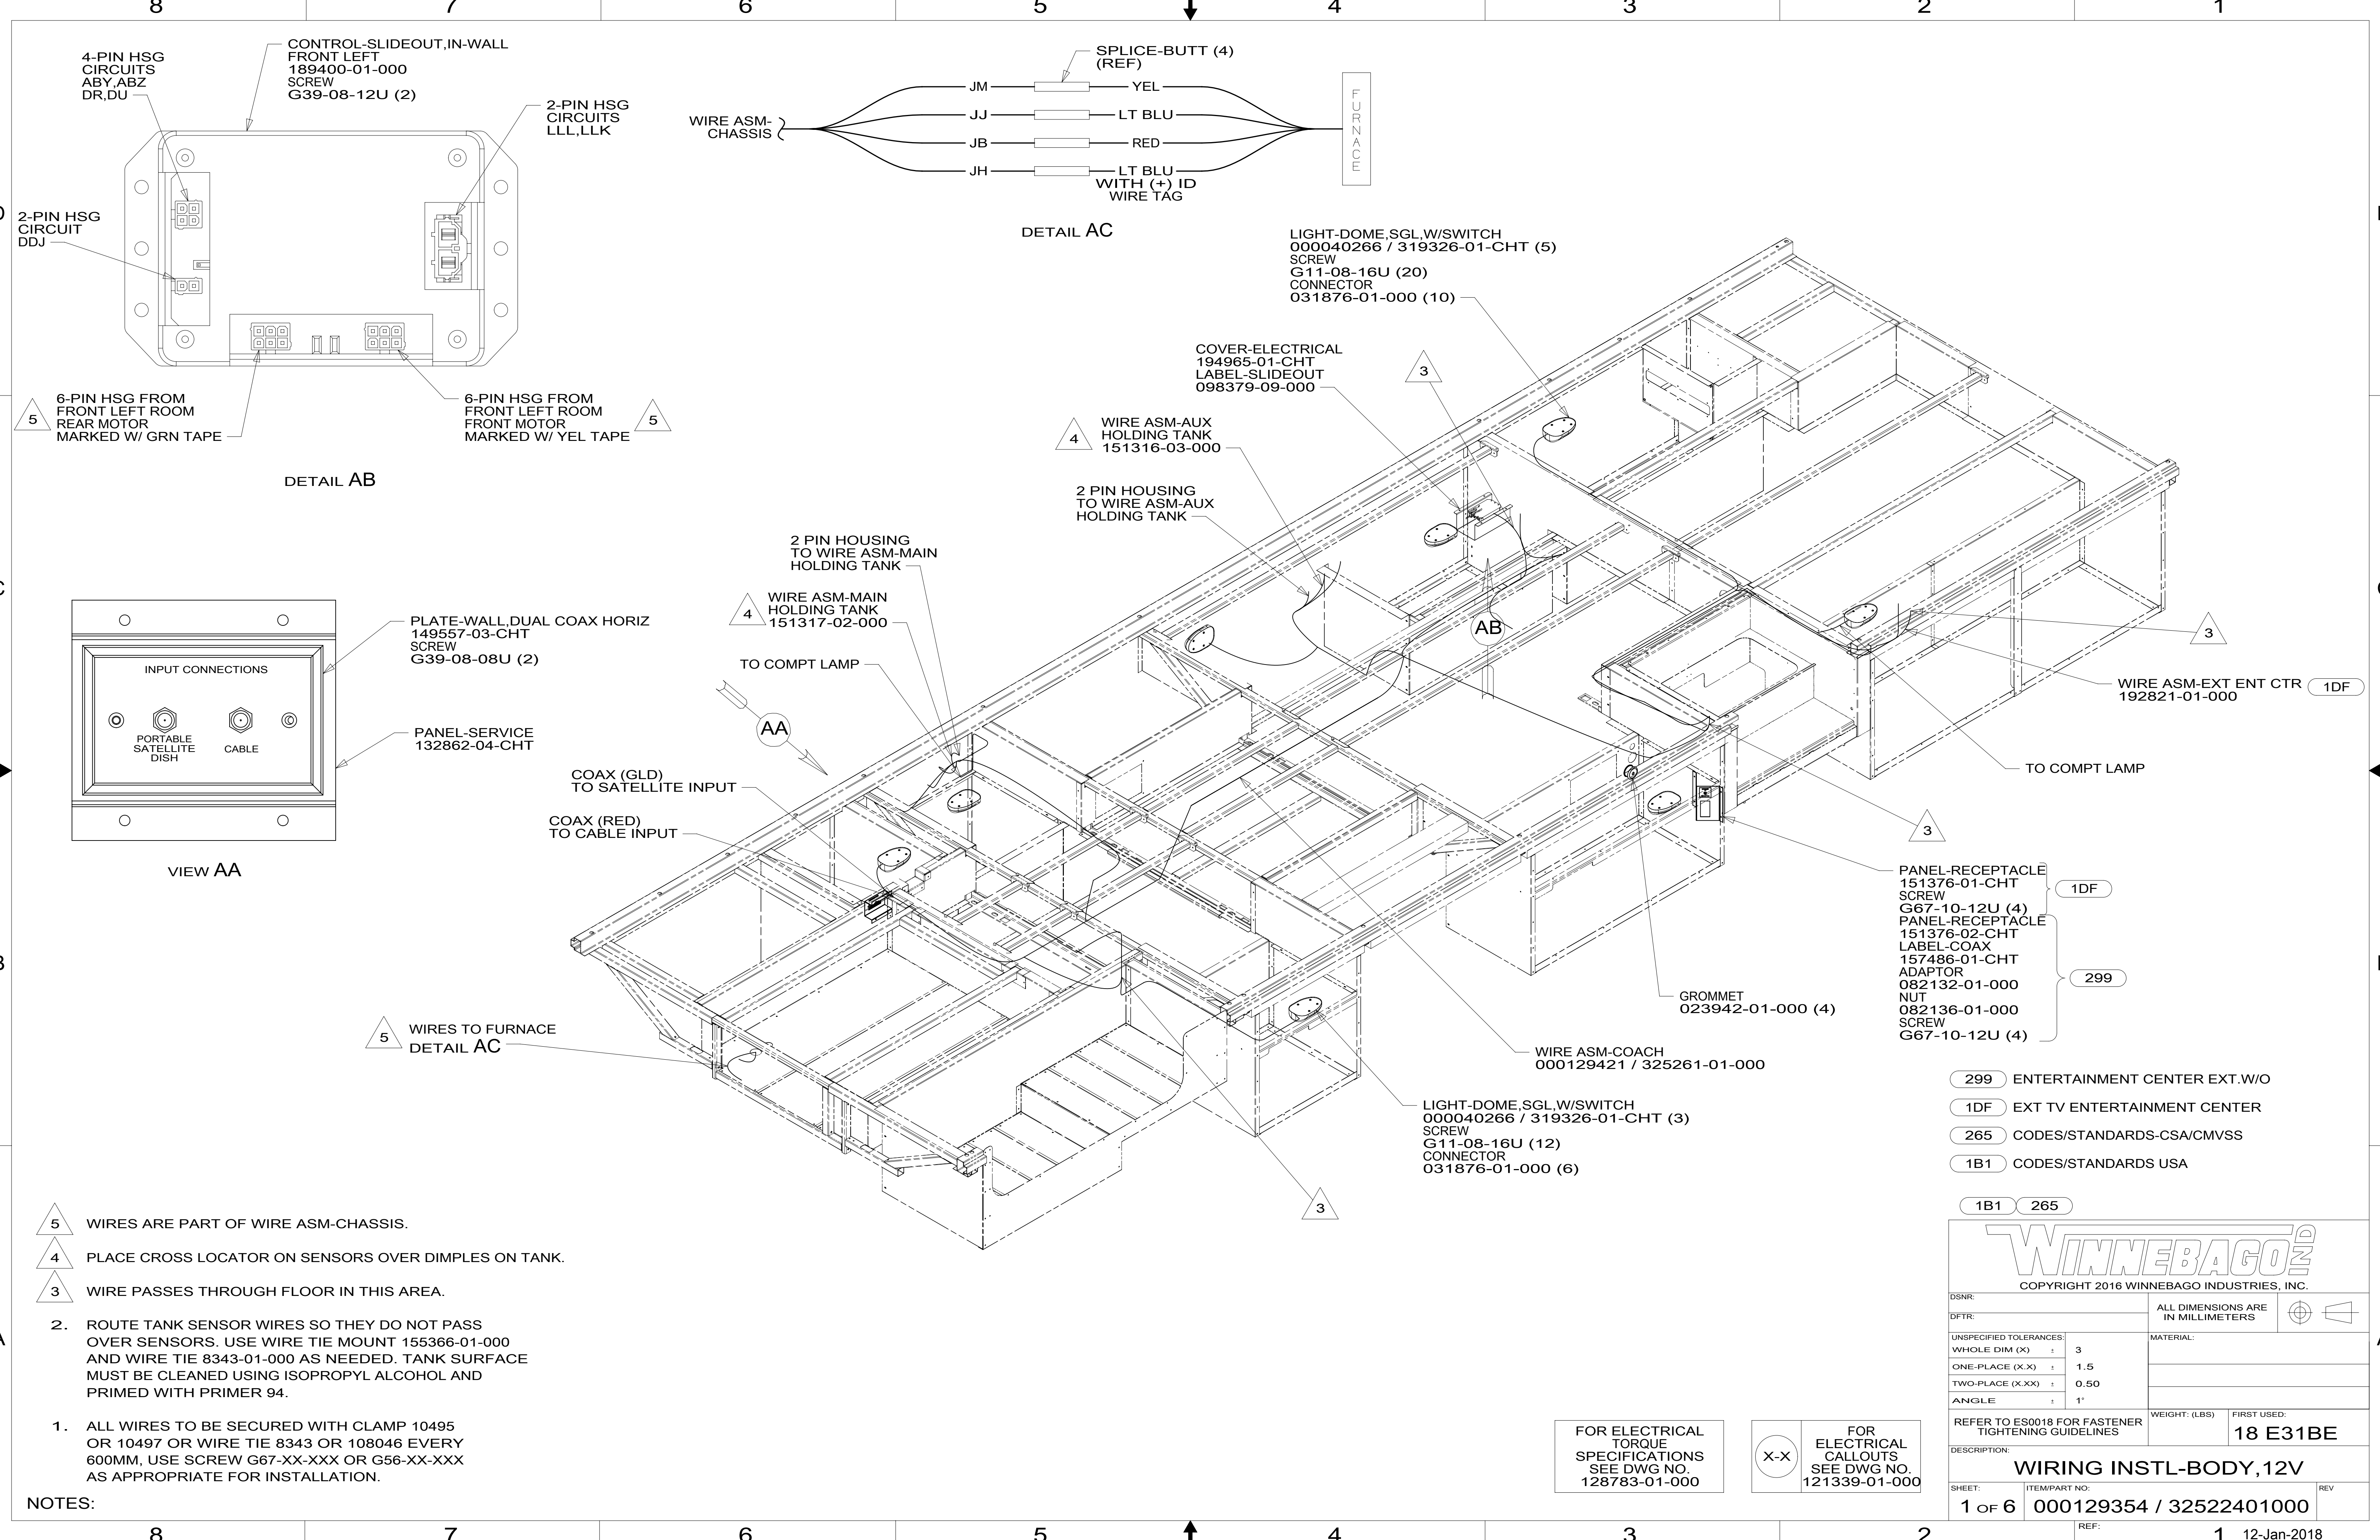 8 7 6 5 4 3 2 1
4-PIN HSG
CIRCUITS
ABY,ABZ
DR,DU
CONTROL-SLIDEOUT,IN-WALL
FRONT LEFT
189400-01-000
SCREW
G39-08-12U (2)
2-PIN HSG
CIRCUITS
LLL,LLK
2-PIN HSG
CIRCUIT
DDJ
5
6-PIN HSG FROM
FRONT LEFT ROOM
REAR MOTOR
MARKED W/ GRN TAPE
6-PIN HSG FROM
FRONT LEFT ROOM
FRONT MOTOR
MARKED W/ YEL TAPE
5
DETAIL AB
SPLICE-BUTT (4)
(REF)
WIRE ASM-
CHASSIS
JM YEL
JJ LT BLU
JB RED
JH LT BLU
WITH (+) ID
WIRE TAG
FURNACE
DETAIL AC
LIGHT-DOME,SGL,W/SWITCH
000040266 / 319326-01-CHT (5)
SCREW
G11-08-16U (20)
CONNECTOR
031876-01-000 (10)
COVER-ELECTRICAL
194965-01-CHT
LABEL-SLIDEOUT
098379-09-000
3
4
WIRE ASM-AUX
HOLDING TANK
151316-03-000
2 PIN HOUSING
TO WIRE ASM-AUX
HOLDING TANK
2 PIN HOUSING
TO WIRE ASM-MAIN
HOLDING TANK
4
WIRE ASM-MAIN
HOLDING TANK
151317-02-000
TO COMPT LAMP
AA
AB
INPUT CONNECTIONS
PORTABLE
SATELLITE
DISH
CABLE
PLATE-WALL,DUAL COAX HORIZ
149557-03-CHT
SCREW
G39-08-08U (2)
PANEL-SERVICE
132862-04-CHT
VIEW AA
COAX (GLD)
TO SATELLITE INPUT
COAX (RED)
TO CABLE INPUT
3
WIRE ASM-EXT ENT CTR 1DF
192821-01-000
TO COMPT LAMP
3
PANEL-RECEPTACLE
151376-01-CHT
SCREW
G67-10-12U (4)
1DF
PANEL-RECEPTACLE
151376-02-CHT
LABEL-COAX
157486-01-CHT
ADAPTOR
082132-01-000
NUT
082136-01-000
SCREW
G67-10-12U (4)
299
GROMMET
023942-01-000 (4)
WIRE ASM-COACH
000129421 / 325261-01-000
5
WIRES TO FURNACE
DETAIL AC
LIGHT-DOME,SGL,W/SWITCH
000040266 / 319326-01-CHT (3)
SCREW
G11-08-16U (12)
CONNECTOR
031876-01-000 (6)
3
299 ENTERTAINMENT CENTER EXT.W/O
1DF EXT TV ENTERTAINMENT CENTER
265 CODES/STANDARDS-CSA/CMVSS
1B1 CODES/STANDARDS USA
1B1 265
5 WIRES ARE PART OF WIRE ASM-CHASSIS.
4 PLACE CROSS LOCATOR ON SENSORS OVER DIMPLES ON TANK.
3 WIRE PASSES THROUGH FLOOR IN THIS AREA.
2. ROUTE TANK SENSOR WIRES SO THEY DO NOT PASS
OVER SENSORS. USE WIRE TIE MOUNT 155366-01-000
AND WIRE TIE 8343-01-000 AS NEEDED. TANK SURFACE
MUST BE CLEANED USING ISOPROPYL ALCOHOL AND
PRIMED WITH PRIMER 94.
1. ALL WIRES TO BE SECURED WITH CLAMP 10495
OR 10497 OR WIRE TIE 8343 OR 108046 EVERY
600MM, USE SCREW G67-XX-XXX OR G56-XX-XXX
AS APPROPRIATE FOR INSTALLATION.
NOTES:
FOR ELECTRICAL
TORQUE
SPECIFICATIONS
SEE DWG NO.
128783-01-000
X-X
FOR
ELECTRICAL
CALLOUTS
SEE DWG NO.
121339-01-000
WINNEBAGO IND
COPYRIGHT 2016 WINNEBAGO INDUSTRIES, INC.
DSNR:
DFTR:
ALL DIMENSIONS ARE
IN MILLIMETERS
UNSPECIFIED TOLERANCES:
WHOLE DIM (X) ± 3
ONE-PLACE (X.X) ± 1.5
TWO-PLACE (X.XX) ± 0.50
ANGLE ± 1°
MATERIAL:
REFER TO ES0018 FOR FASTENER
TIGHTENING GUIDELINES
WEIGHT: (LBS)
FIRST USED:
18 E31BE
DESCRIPTION:
WIRING INSTL-BODY,12V
SHEET:
1 OF 6
ITEM/PART NO:
000129354 / 32522401000
REV
REF:
8 7 6 5 4 3 2 1
12-Jan-2018